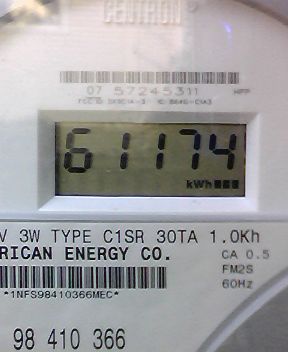 CENTRON
07 57245311
61174
kWh
V 3W TYPE C1SR 30TA 1.0Kh
RICAN ENERGY CO.
CA 0.5
FM2S
60Hz
*1NFS98410366MEC*
98 410 366